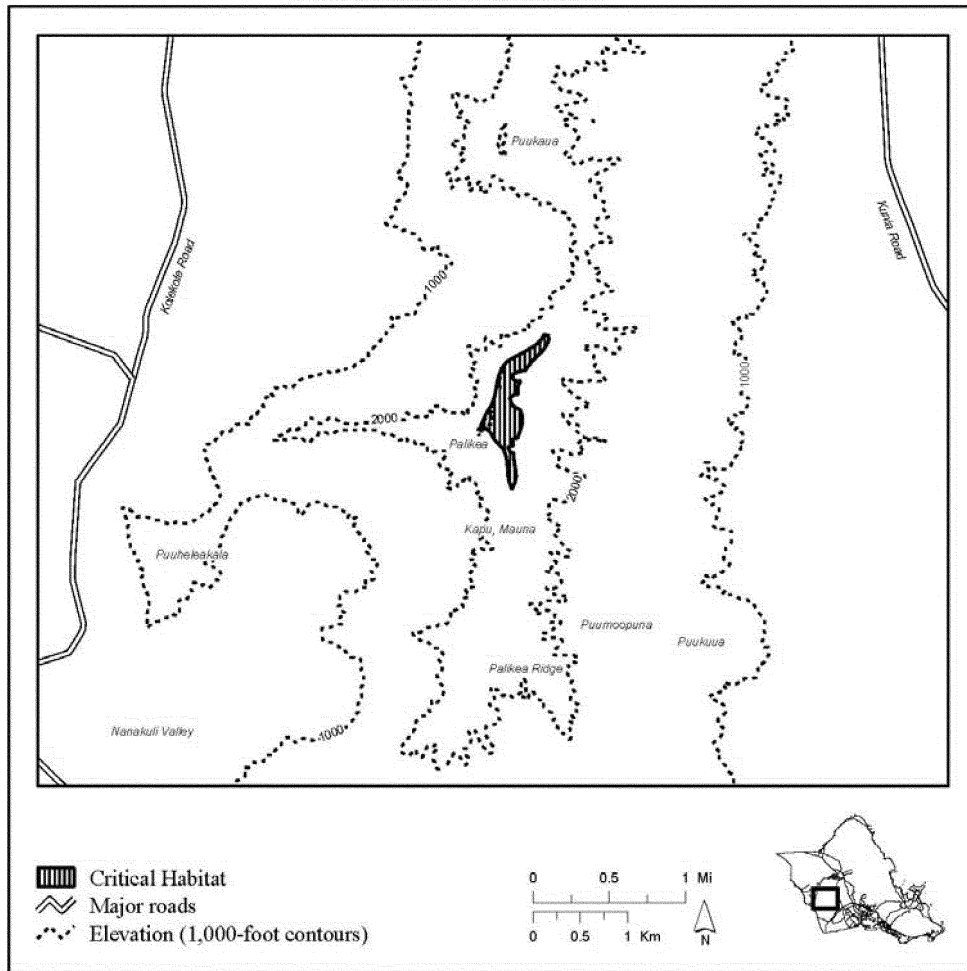 Puukaua
Kunia Road
Kolekole Road
1000
1000
2000
Palikea
2000
Kapu, Mauna
Puuheleakala
Puumoopuna
Puukuua
Palikea Ridge
Nanakuli Valley
1000
Critical Habitat
Major roads
Elevation (1,000-foot contours)
0 0.5 1 Mi
0 0.5 1 Km
N